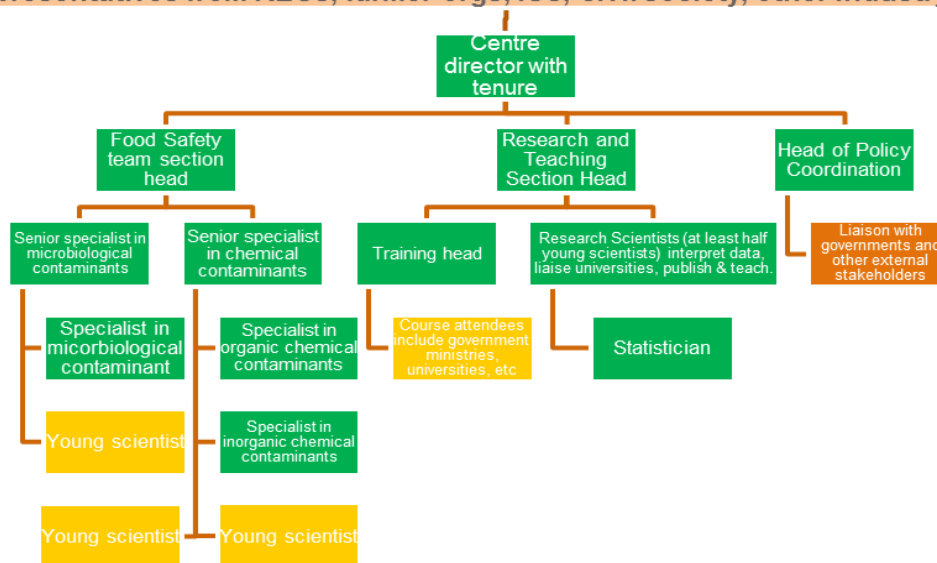 Centre
director with
tenure
Food Safety
team section
head
Research and
Teaching
Section Head
Head of Policy
Coordination
Senior specialist in
microbiological
contaminants
Senior specialist
in chemical
contaminants
Training head
Research Scientists (at least half
young scientists) interpret data,
liaise universities, publish & teach.
Liaison with
governments and
other external
stakeholders
Specialist in
micorbiological
contaminant
Specialist in
organic chemical
contaminants
Course attendees
include government
ministries,
universities, etc
Statistician
Young scientist
Specialist in
inorganic chemical
contaminants
Young scientist
Young scientist